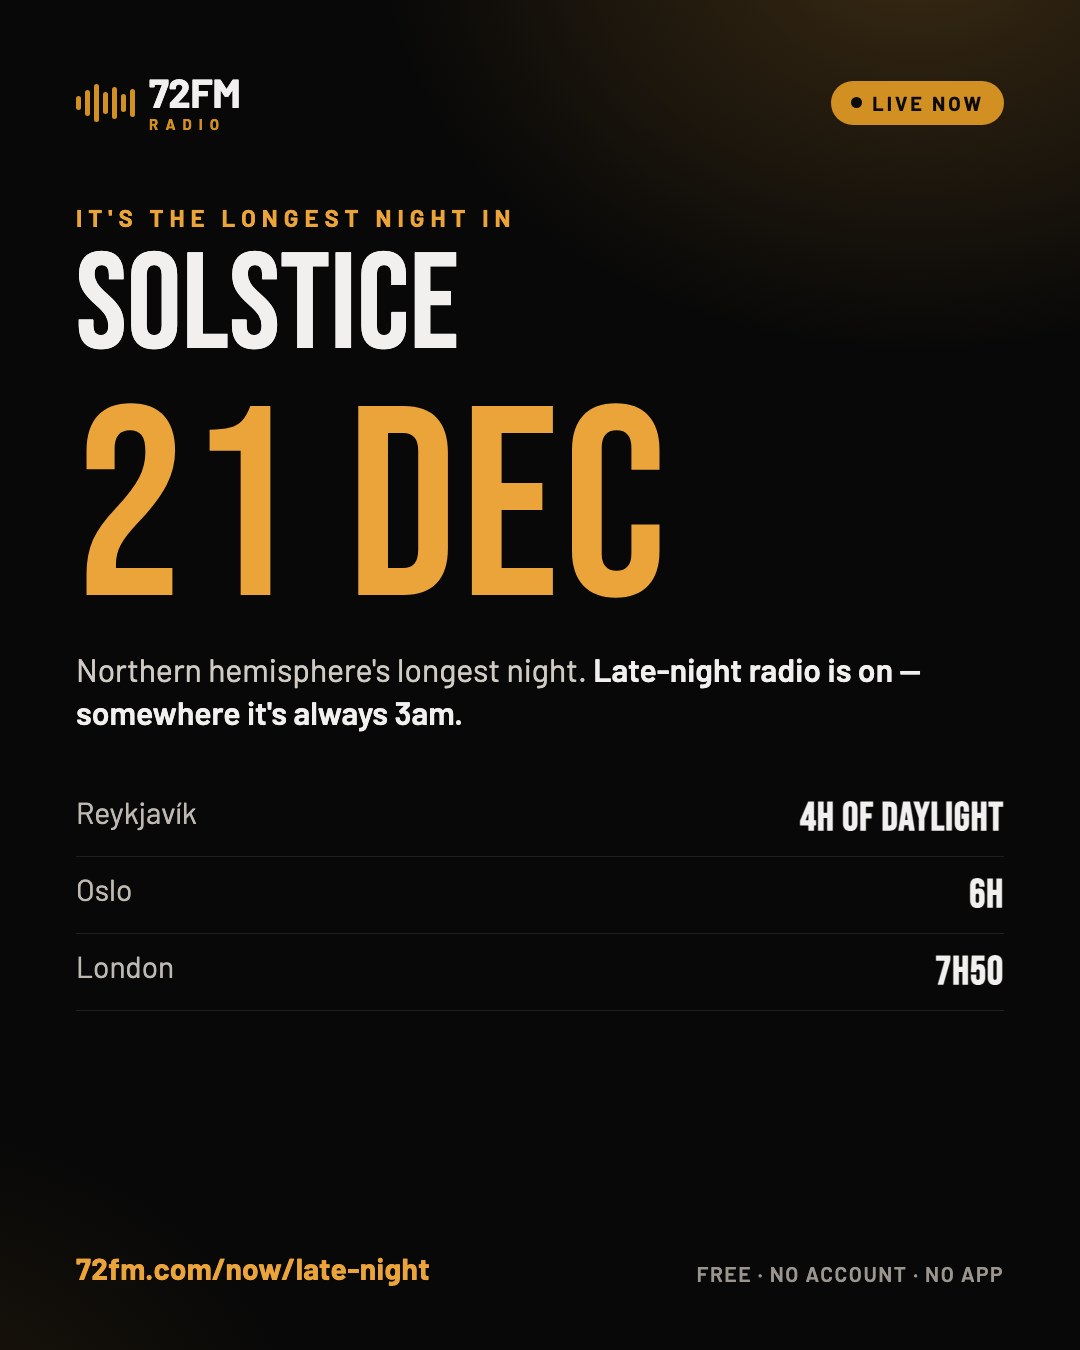 72FM
RADIO
LIVE NOW
IT'S THE LONGEST NIGHT IN
SOLSTICE
21 DEC
Northern hemisphere's longest night. Late-night radio is on —
somewhere it's always 3am.
Reykjavík 4H OF DAYLIGHT
Oslo 6H
London 7H50
72fm.com/now/late-night
FREE · NO ACCOUNT · NO APP